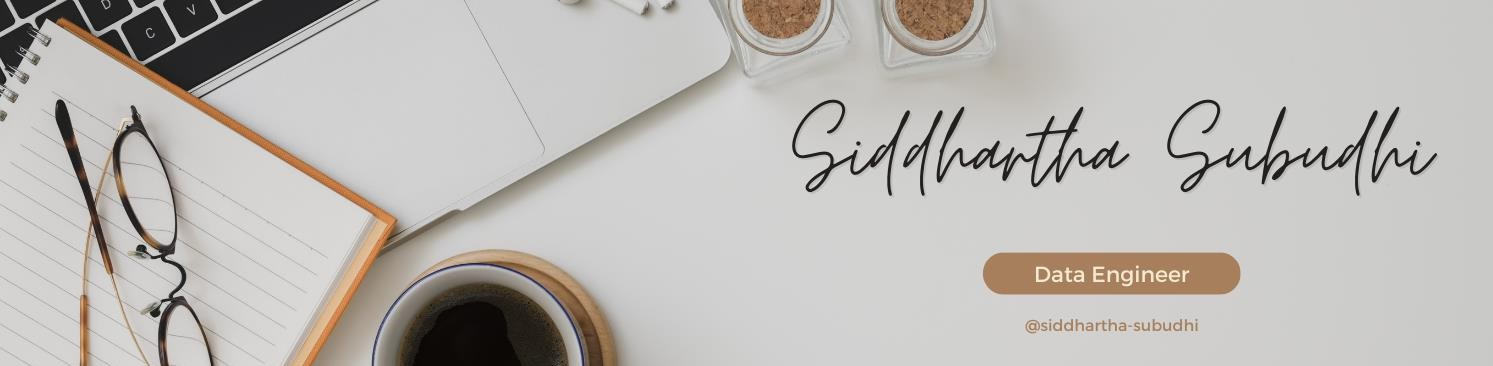 D
C
V
Siddhartha Subudhi
Data Engineer
@siddhartha-subudhi